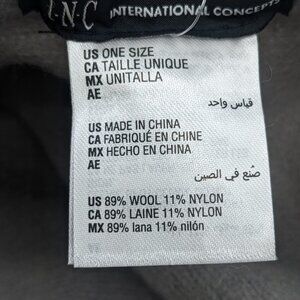 I.N.C INTERNATIONAL CONCEPTS
US ONE SIZE
CA TAILLE UNIQUE
MX UNITALLA
AE
قياس واحد
US MADE IN CHINA
CA FABRIQUÉ EN CHINE
MX HECHO EN CHINA
AE
صُنع في الصين
US 89% WOOL 11% NYLON
CA 89% LAINE 11% NYLON
MX 89% lana 11% nilón